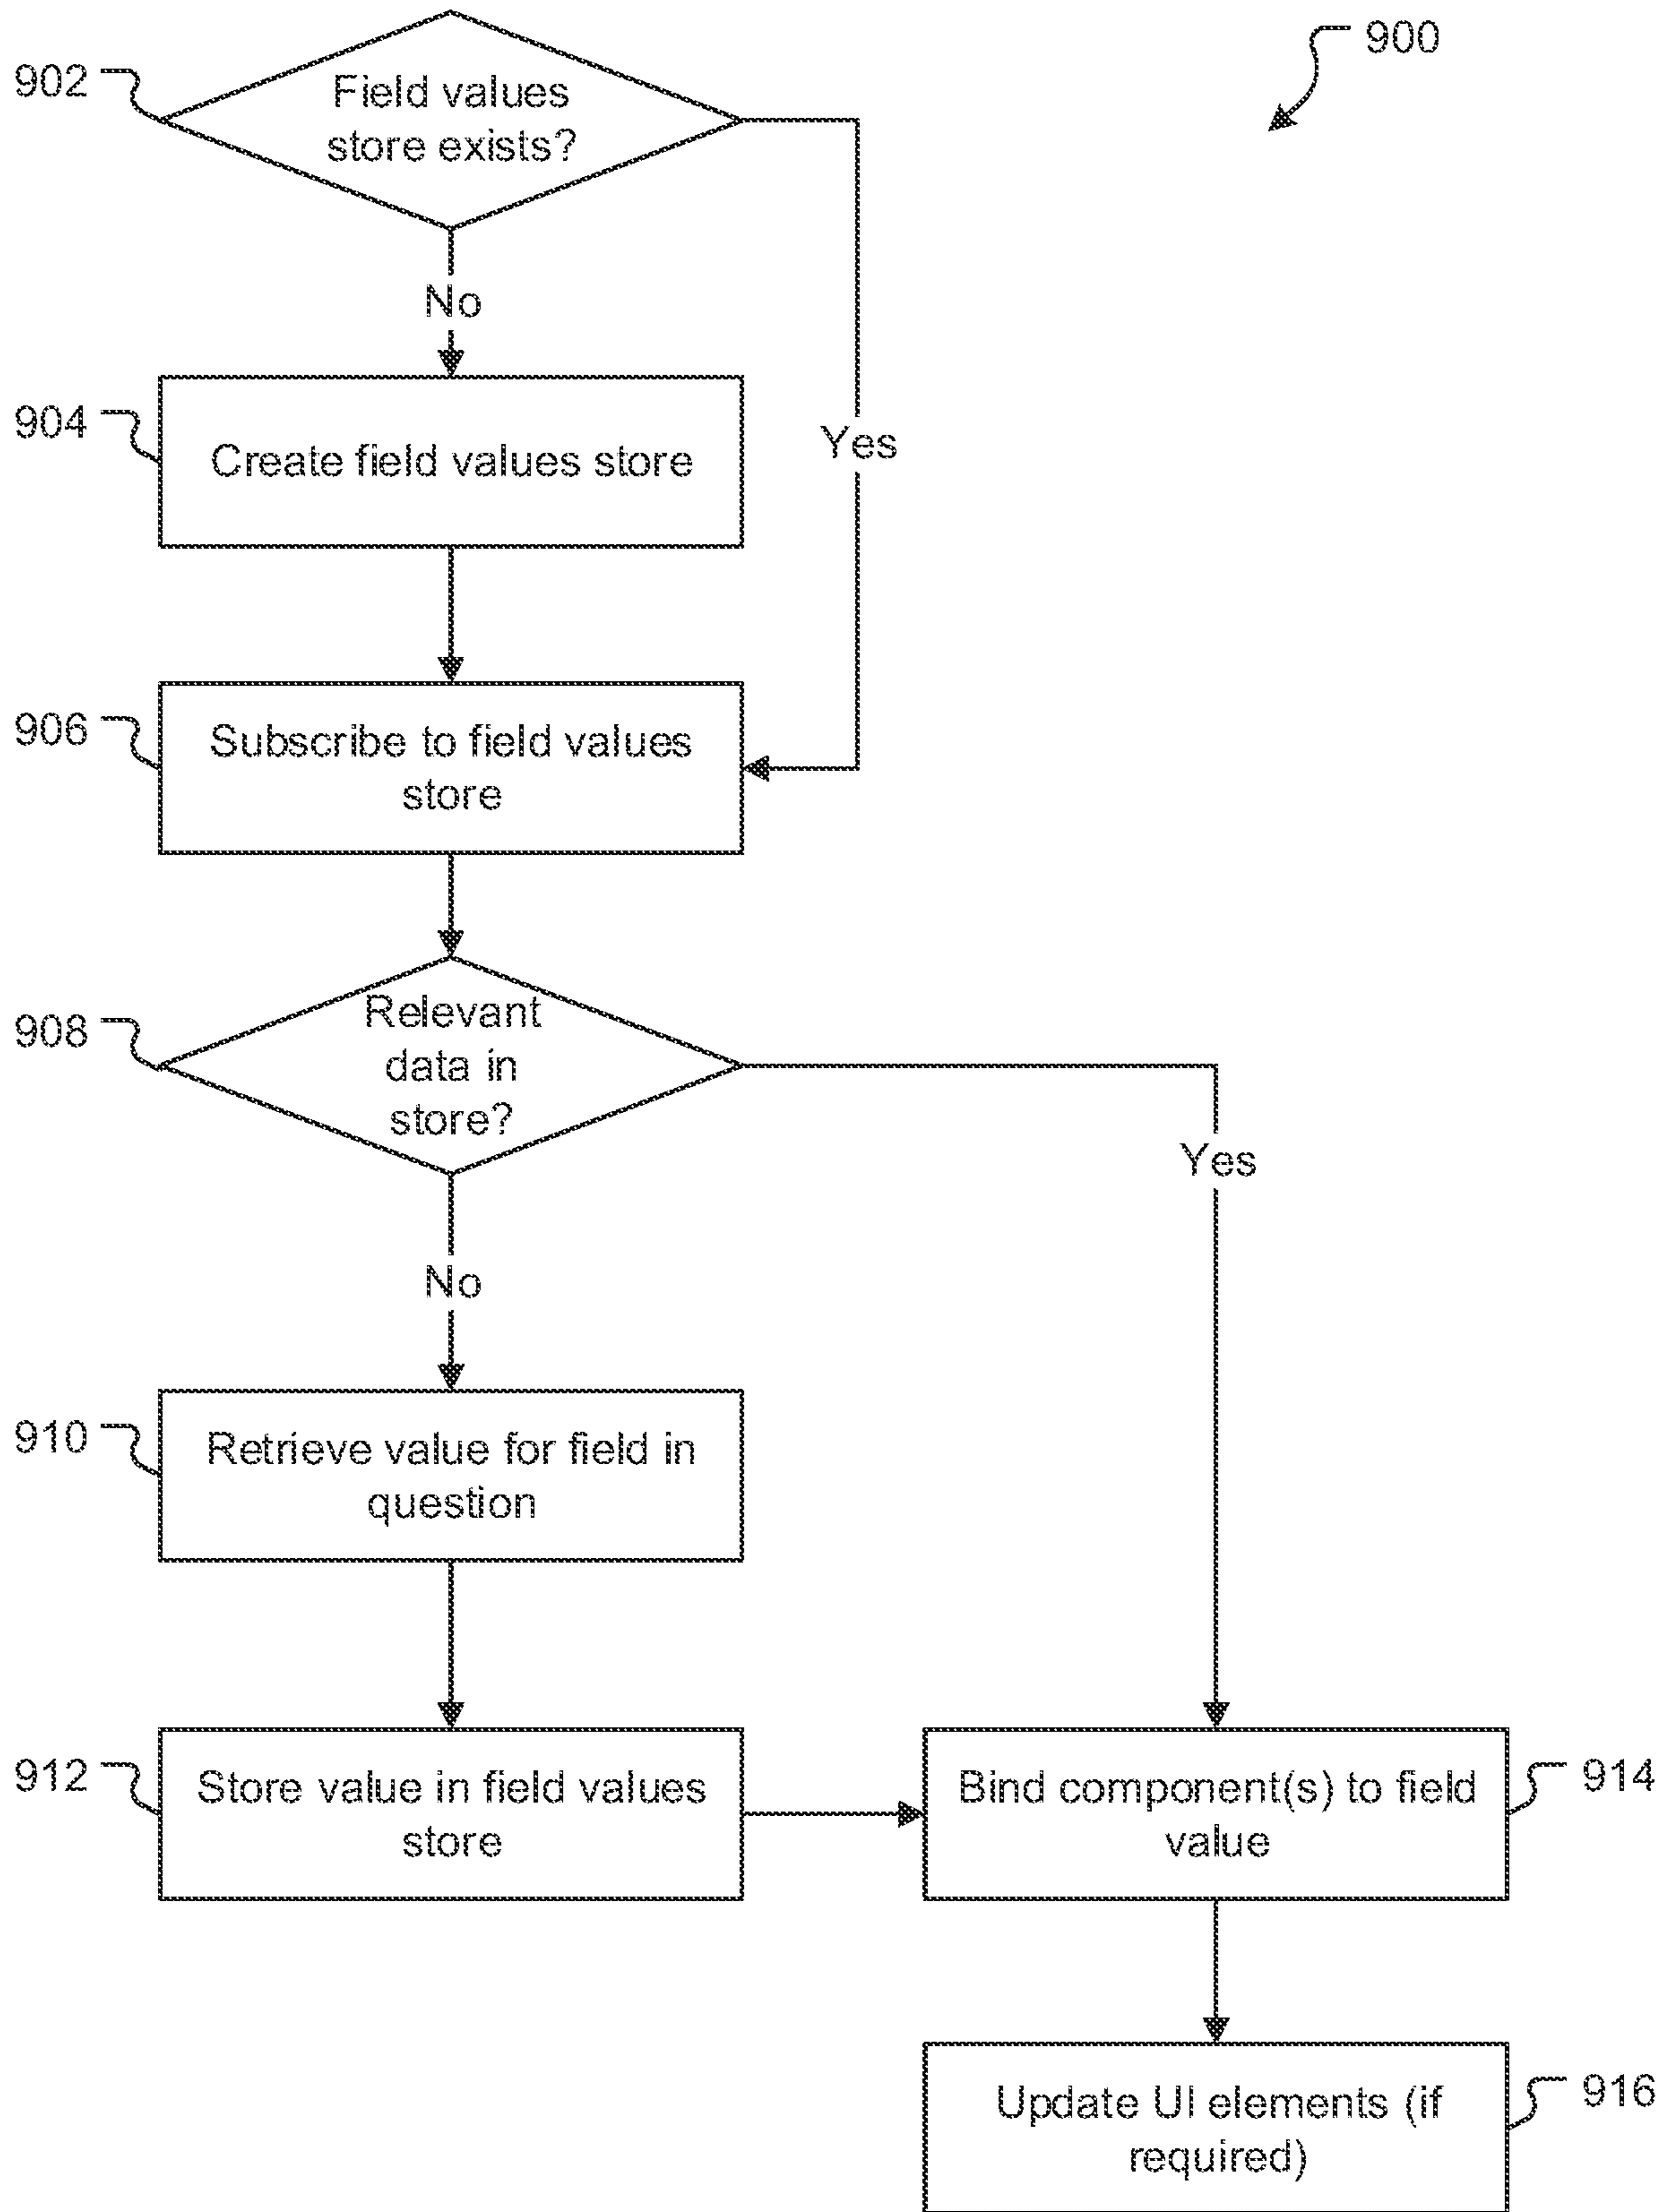 900
902
Field values
store exists?
No
Yes
904
Create field values store
906
Subscribe to field values
store
908
Relevant
data in
store?
Yes
No
910
Retrieve value for field in
question
912
Store value in field values
store
Bind component(s) to field
value
914
Update UI elements (if
required)
916